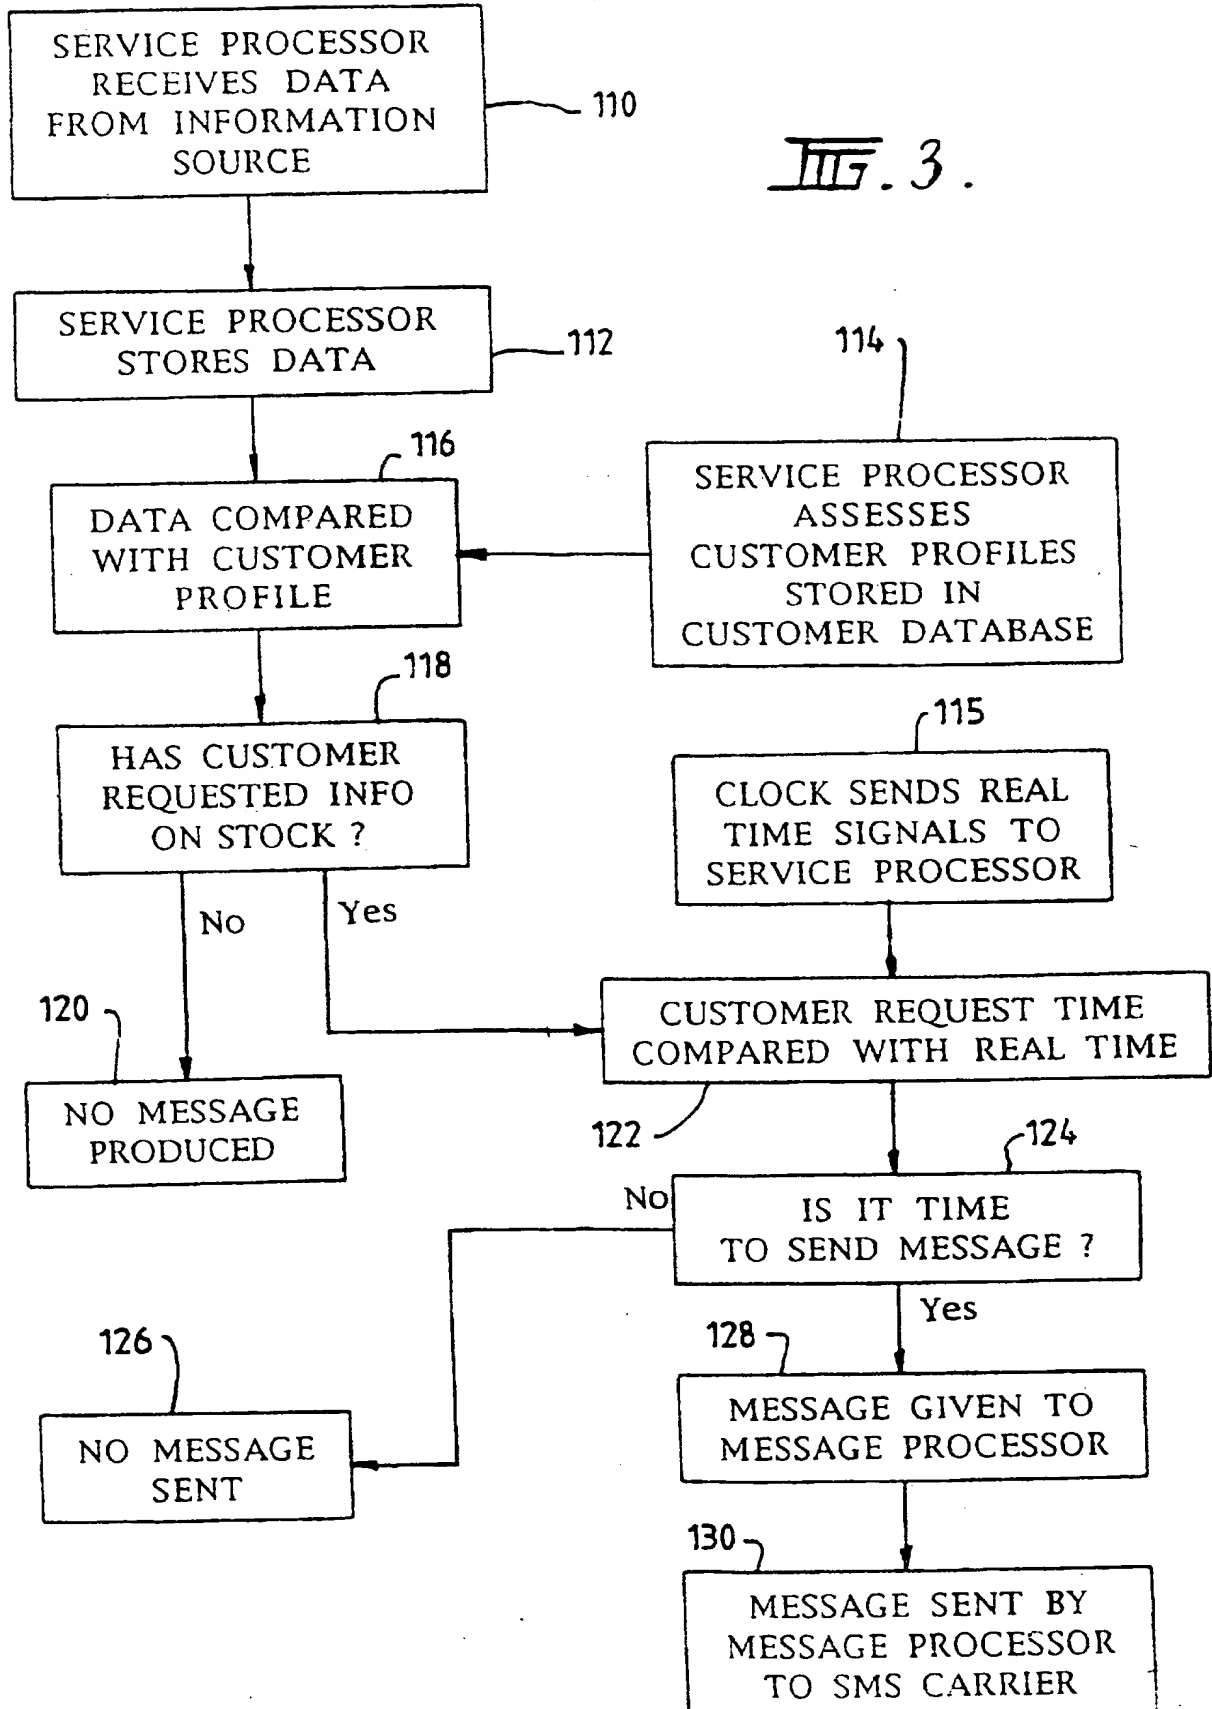 SERVICE PROCESSOR
RECEIVES DATA
FROM INFORMATION
SOURCE
110
FIG. 3.
SERVICE PROCESSOR
STORES DATA
112
114
116
DATA COMPARED
WITH CUSTOMER
PROFILE
SERVICE PROCESSOR
ASSESSES
CUSTOMER PROFILES
STORED IN
CUSTOMER DATABASE
118
HAS CUSTOMER
REQUESTED INFO
ON STOCK ?
115
CLOCK SENDS REAL
TIME SIGNALS TO
SERVICE PROCESSOR
No
Yes
120
NO MESSAGE
PRODUCED
CUSTOMER REQUEST TIME
COMPARED WITH REAL TIME
122
124
No
IS IT TIME
TO SEND MESSAGE ?
Yes
126
NO MESSAGE
SENT
128
MESSAGE GIVEN TO
MESSAGE PROCESSOR
130
MESSAGE SENT BY
MESSAGE PROCESSOR
TO SMS CARRIER